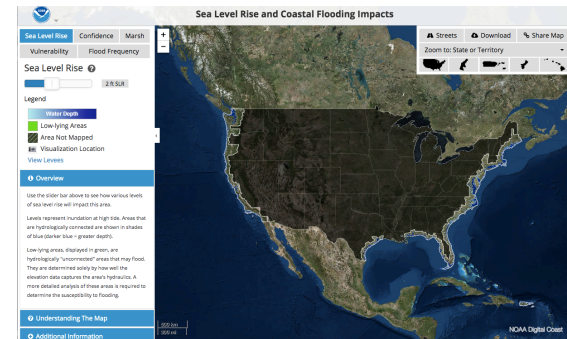 Sea Level Rise and Coastal Flooding Impacts
Sea Level Rise
Confidence
Marsh
Vulnerability
Flood Frequency
Sea Level Rise
2 ft SLR
Legend
Water Depth
Low-lying Areas
Area Not Mapped
Visualization Location
View Levees
Overview
Use the slider bar above to see how various levels
of sea level rise will impact this area.
Levels represent inundation at high tide. Areas that
are hydrologically connected are shown in shades
of blue (darker blue = greater depth).
Low-lying areas, displayed in green, are
hydrologically "unconnected" areas that may flood.
They are determined solely by how well the
elevation data captures the area's hydraulics. A
more detailed analysis of these areas is required to
determine the susceptibility to flooding.
Understanding The Map
Additional Information
+
−
Streets
Download
Share Map
Zoom to: State or Territory
NOAA Digital Coast